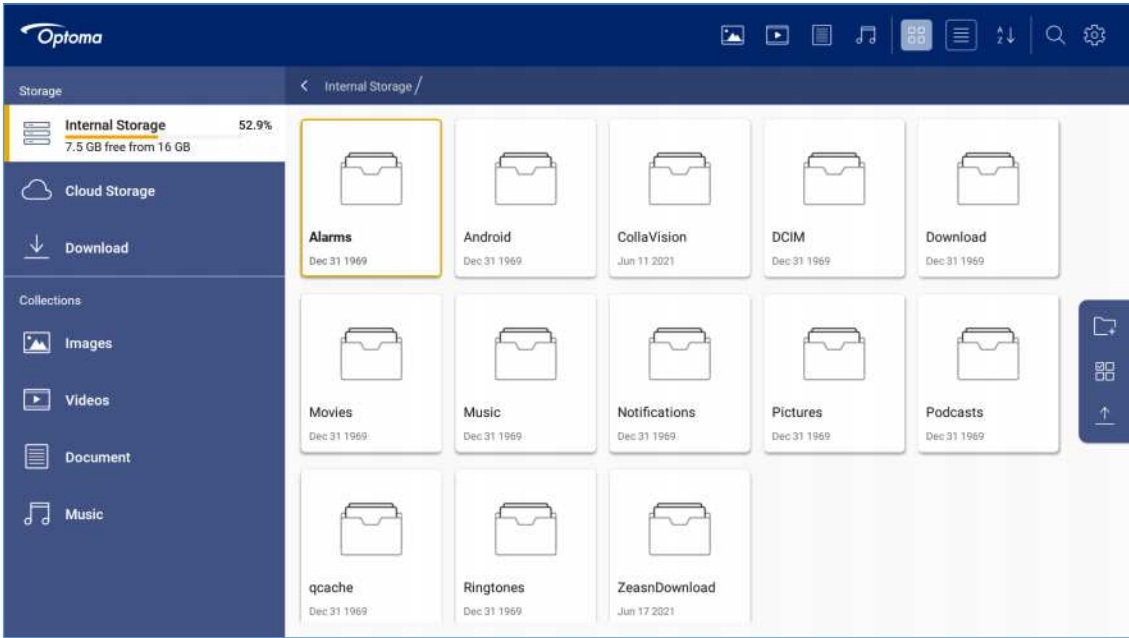 Optoma
Storage
Internal Storage /
Internal Storage 52.9%
7.5 GB free from 16 GB
Cloud Storage
Download
Collections
Images
Videos
Document
Music
Alarms
Dec 31 1969
Android
Dec 31 1969
CollaVision
Jun 11 2021
DCIM
Dec 31 1969
Download
Dec 31 1969
Movies
Dec 31 1969
Music
Dec 31 1969
Notifications
Dec 31 1969
Pictures
Dec 31 1969
Podcasts
Dec 31 1969
qcache
Dec 31 1969
Ringtones
Dec 31 1969
ZeasnDownload
Jun 17 2021